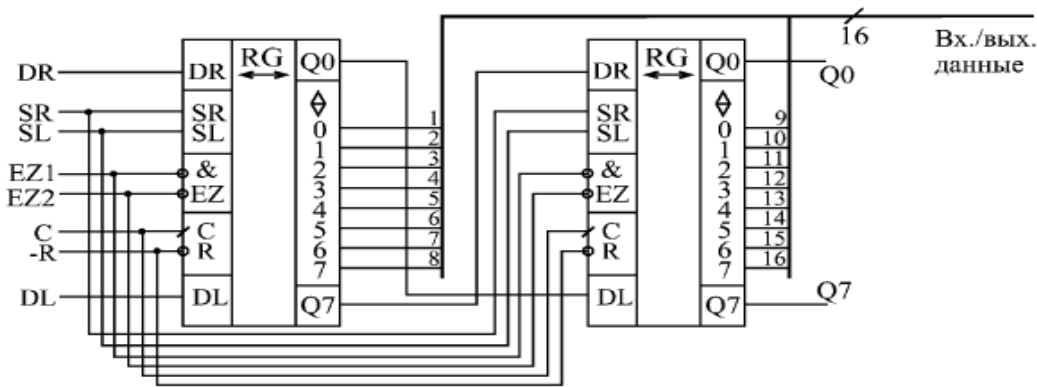 DR
SR
SL
EZ1
EZ2
C
-R
DL
DR
SR
SL
&
EZ
C
R
DL
RG
Q0
0
1
2
3
4
5
6
7
Q7
1
2
3
4
5
6
7
8
DR
SR
SL
&
EZ
C
R
DL
RG
Q0
0
1
2
3
4
5
6
7
Q7
9
10
11
12
13
14
15
16
16
Вх./вых.
данные
Q0
Q7